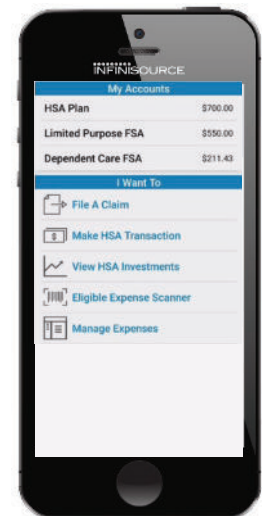 INFINISOURCE
My Accounts
HSA Plan $700.00
Limited Purpose FSA $550.00
Dependent Care FSA $211.43
I Want To
File A Claim
$ Make HSA Transaction
View HSA Investments
Eligible Expense Scanner
Manage Expenses